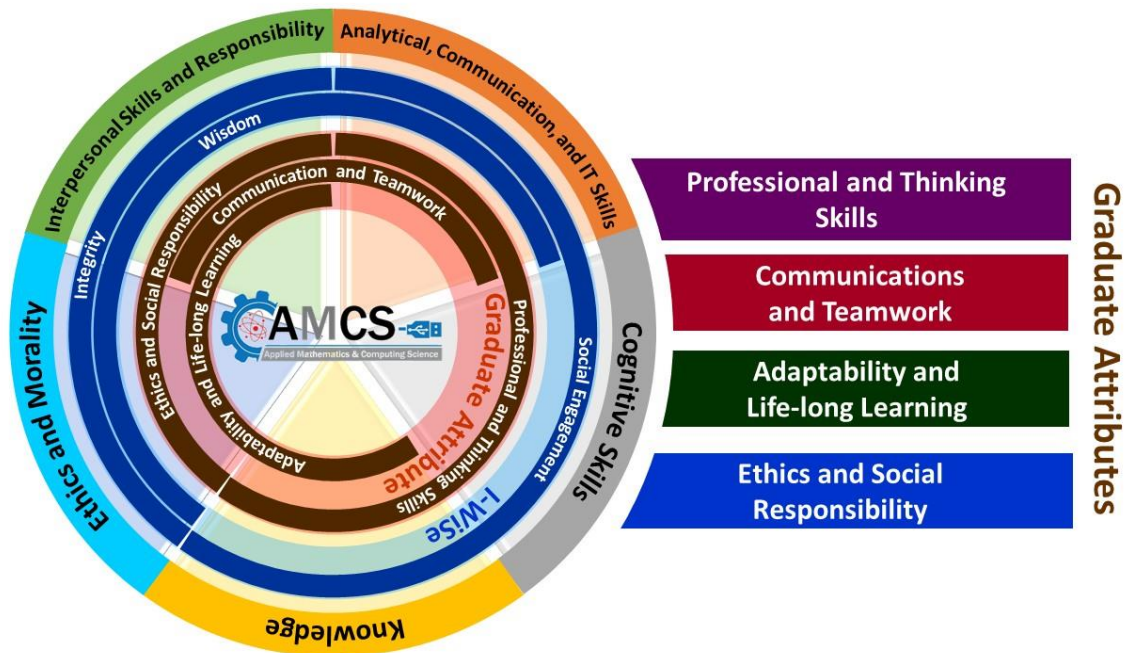 Interpersonal Skills and Responsibility
Analytical, Communication, and IT Skills
Cognitive Skills
Knowledge
Ethics and Morality
Wisdom
Integrity
Social Engagement
I-WiSe
Ethics and Social Responsibility
Communication and Teamwork
Adaptability and Life-long Learning
Professional and Thinking Skills
Graduate Attribute
AMCS
Applied Mathematics & Computing Science
Professional and Thinking
Skills
Communications
and Teamwork
Adaptability and
Life-long Learning
Ethics and Social
Responsibility
Graduate Attributes